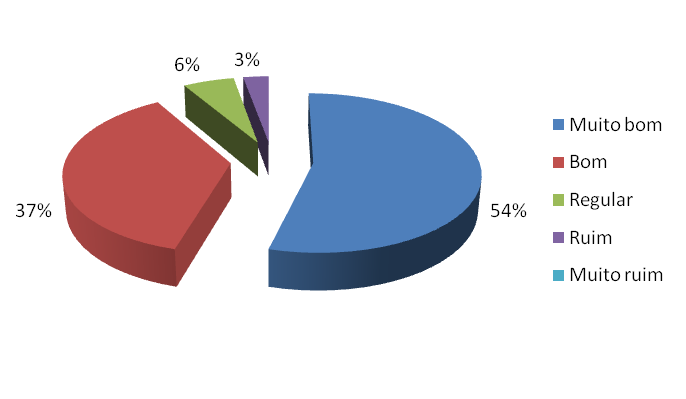 3%
6%
37%
54%
Muito bom
Bom
Regular
Ruim
Muito ruim